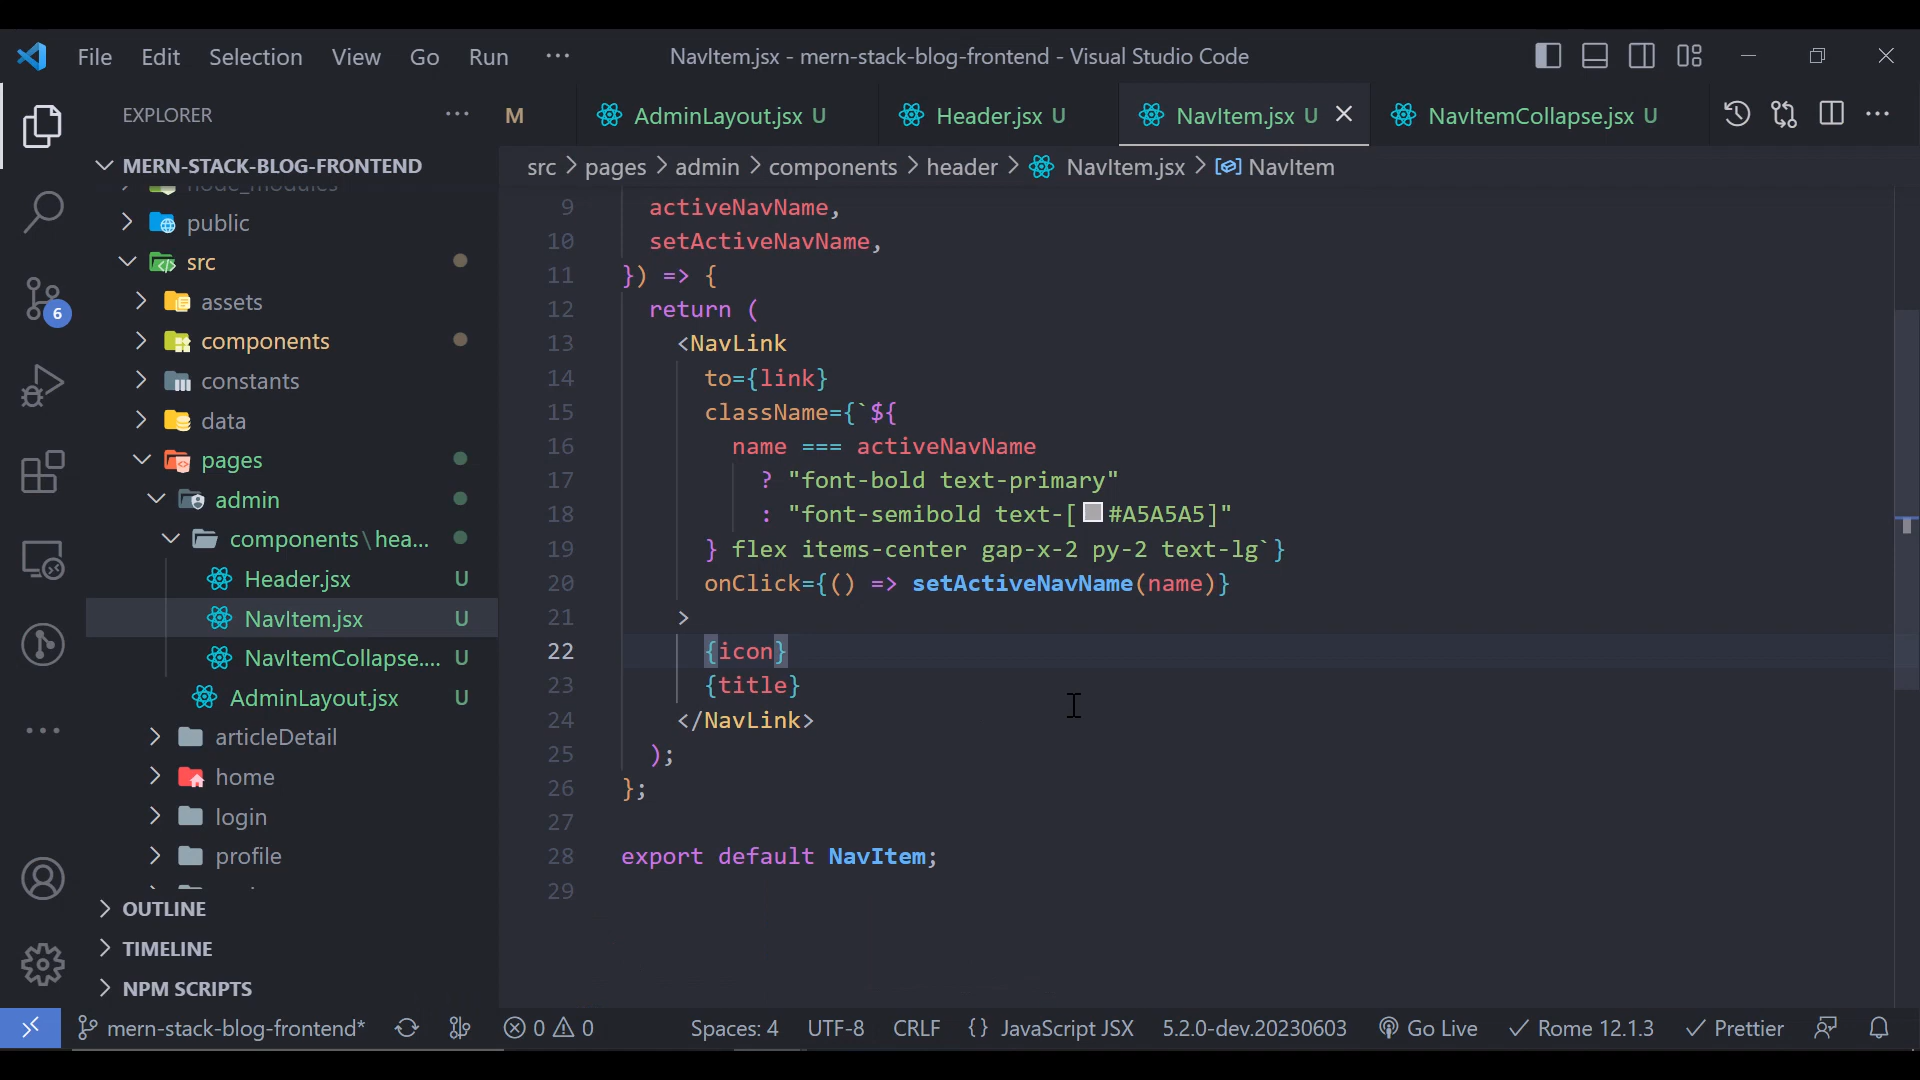 File Edit Selection View Go Run ··· NavItem.jsx - mern-stack-blog-frontend - Visual Studio Code
EXPLORER ···
M AdminLayout.jsx U Header.jsx U NavItem.jsx U NavItemCollapse.jsx U
MERN-STACK-BLOG-FRONTEND
src > pages > admin > components > header > NavItem.jsx > NavItem
node_modules
public
src
assets
components
constants
data
pages
admin
components\hea...
Header.jsx U
NavItem.jsx U
NavItemCollapse.... U
AdminLayout.jsx U
articleDetail
home
login
profile
OUTLINE
TIMELINE
NPM SCRIPTS
6
9 activeNavName,
10 setActiveNavName,
11 }) => {
12 return (
13 <NavLink
14 to={link}
15 className={`${
16 name === activeNavName
17 ? "font-bold text-primary"
18 : "font-semibold text-[#A5A5A5]"
19 } flex items-center gap-x-2 py-2 text-lg`}
20 onClick={() => setActiveNavName(name)}
21 >
22 {icon}
23 {title}
24 </NavLink>
25 );
26 };
27
28 export default NavItem;
29
mern-stack-blog-frontend* 0 0 Spaces: 4 UTF-8 CRLF {} JavaScript JSX 5.2.0-dev.20230603 Go Live Rome 12.1.3 Prettier